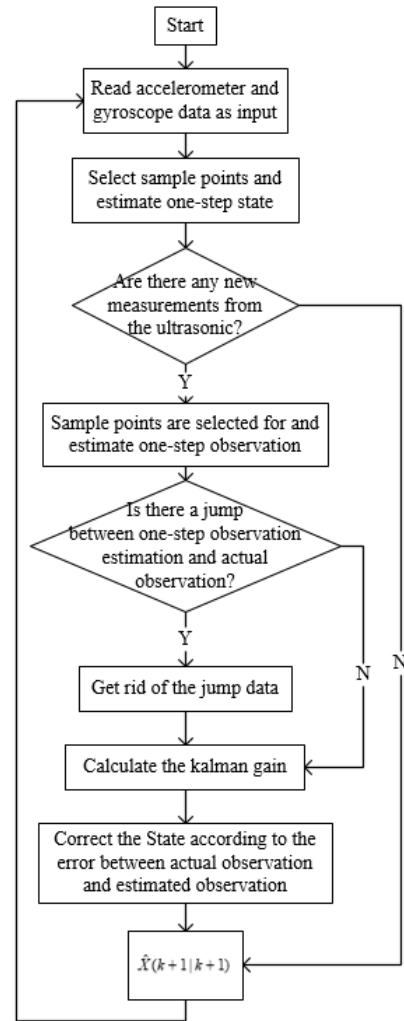 Start
Read accelerometer and
gyroscope data as input
Select sample points and
estimate one-step state
Are there any new
measurements from
the ultrasonic?
Y
Sample points are selected for and
estimate one-step observation
Is there a jump
between one-step observation
estimation and actual
observation?
Y
N
N
Get rid of the jump data
Calculate the kalman gain
Correct the State according to the
error between actual observation
and estimated observation
X̂(k+1|k+1)